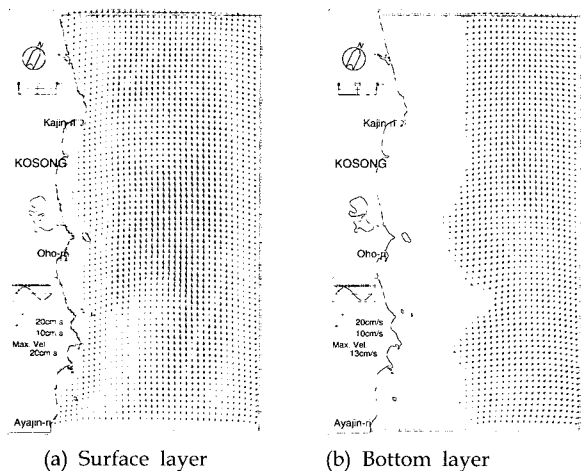 N
Kajin-ri
KOSONG
Oho-ri
20cm/s
10cm/s
Max. Vel
20cm/s
Ayajin-ri
(a) Surface layer
N
Kajin-ri
KOSONG
Oho-ri
20cm/s
10cm/s
Max. Vel
13cm/s
Ayajin-ri
(b) Bottom layer